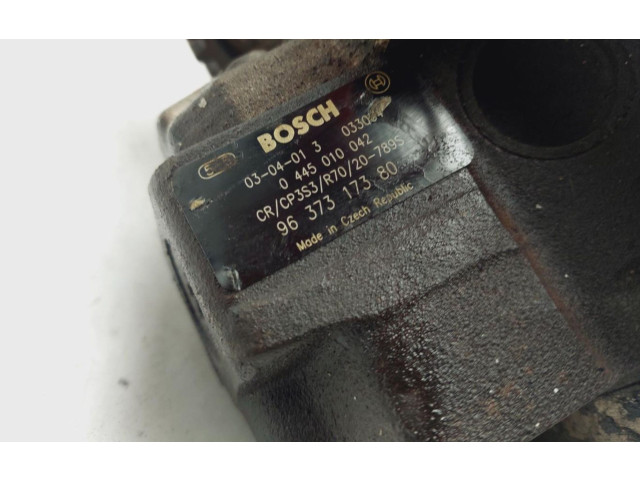 BOSCH
03-04-01 3
0 445 010 042
CR/CP3S3/R70/20-789S
96 373 173 80
Made in Czech Republic